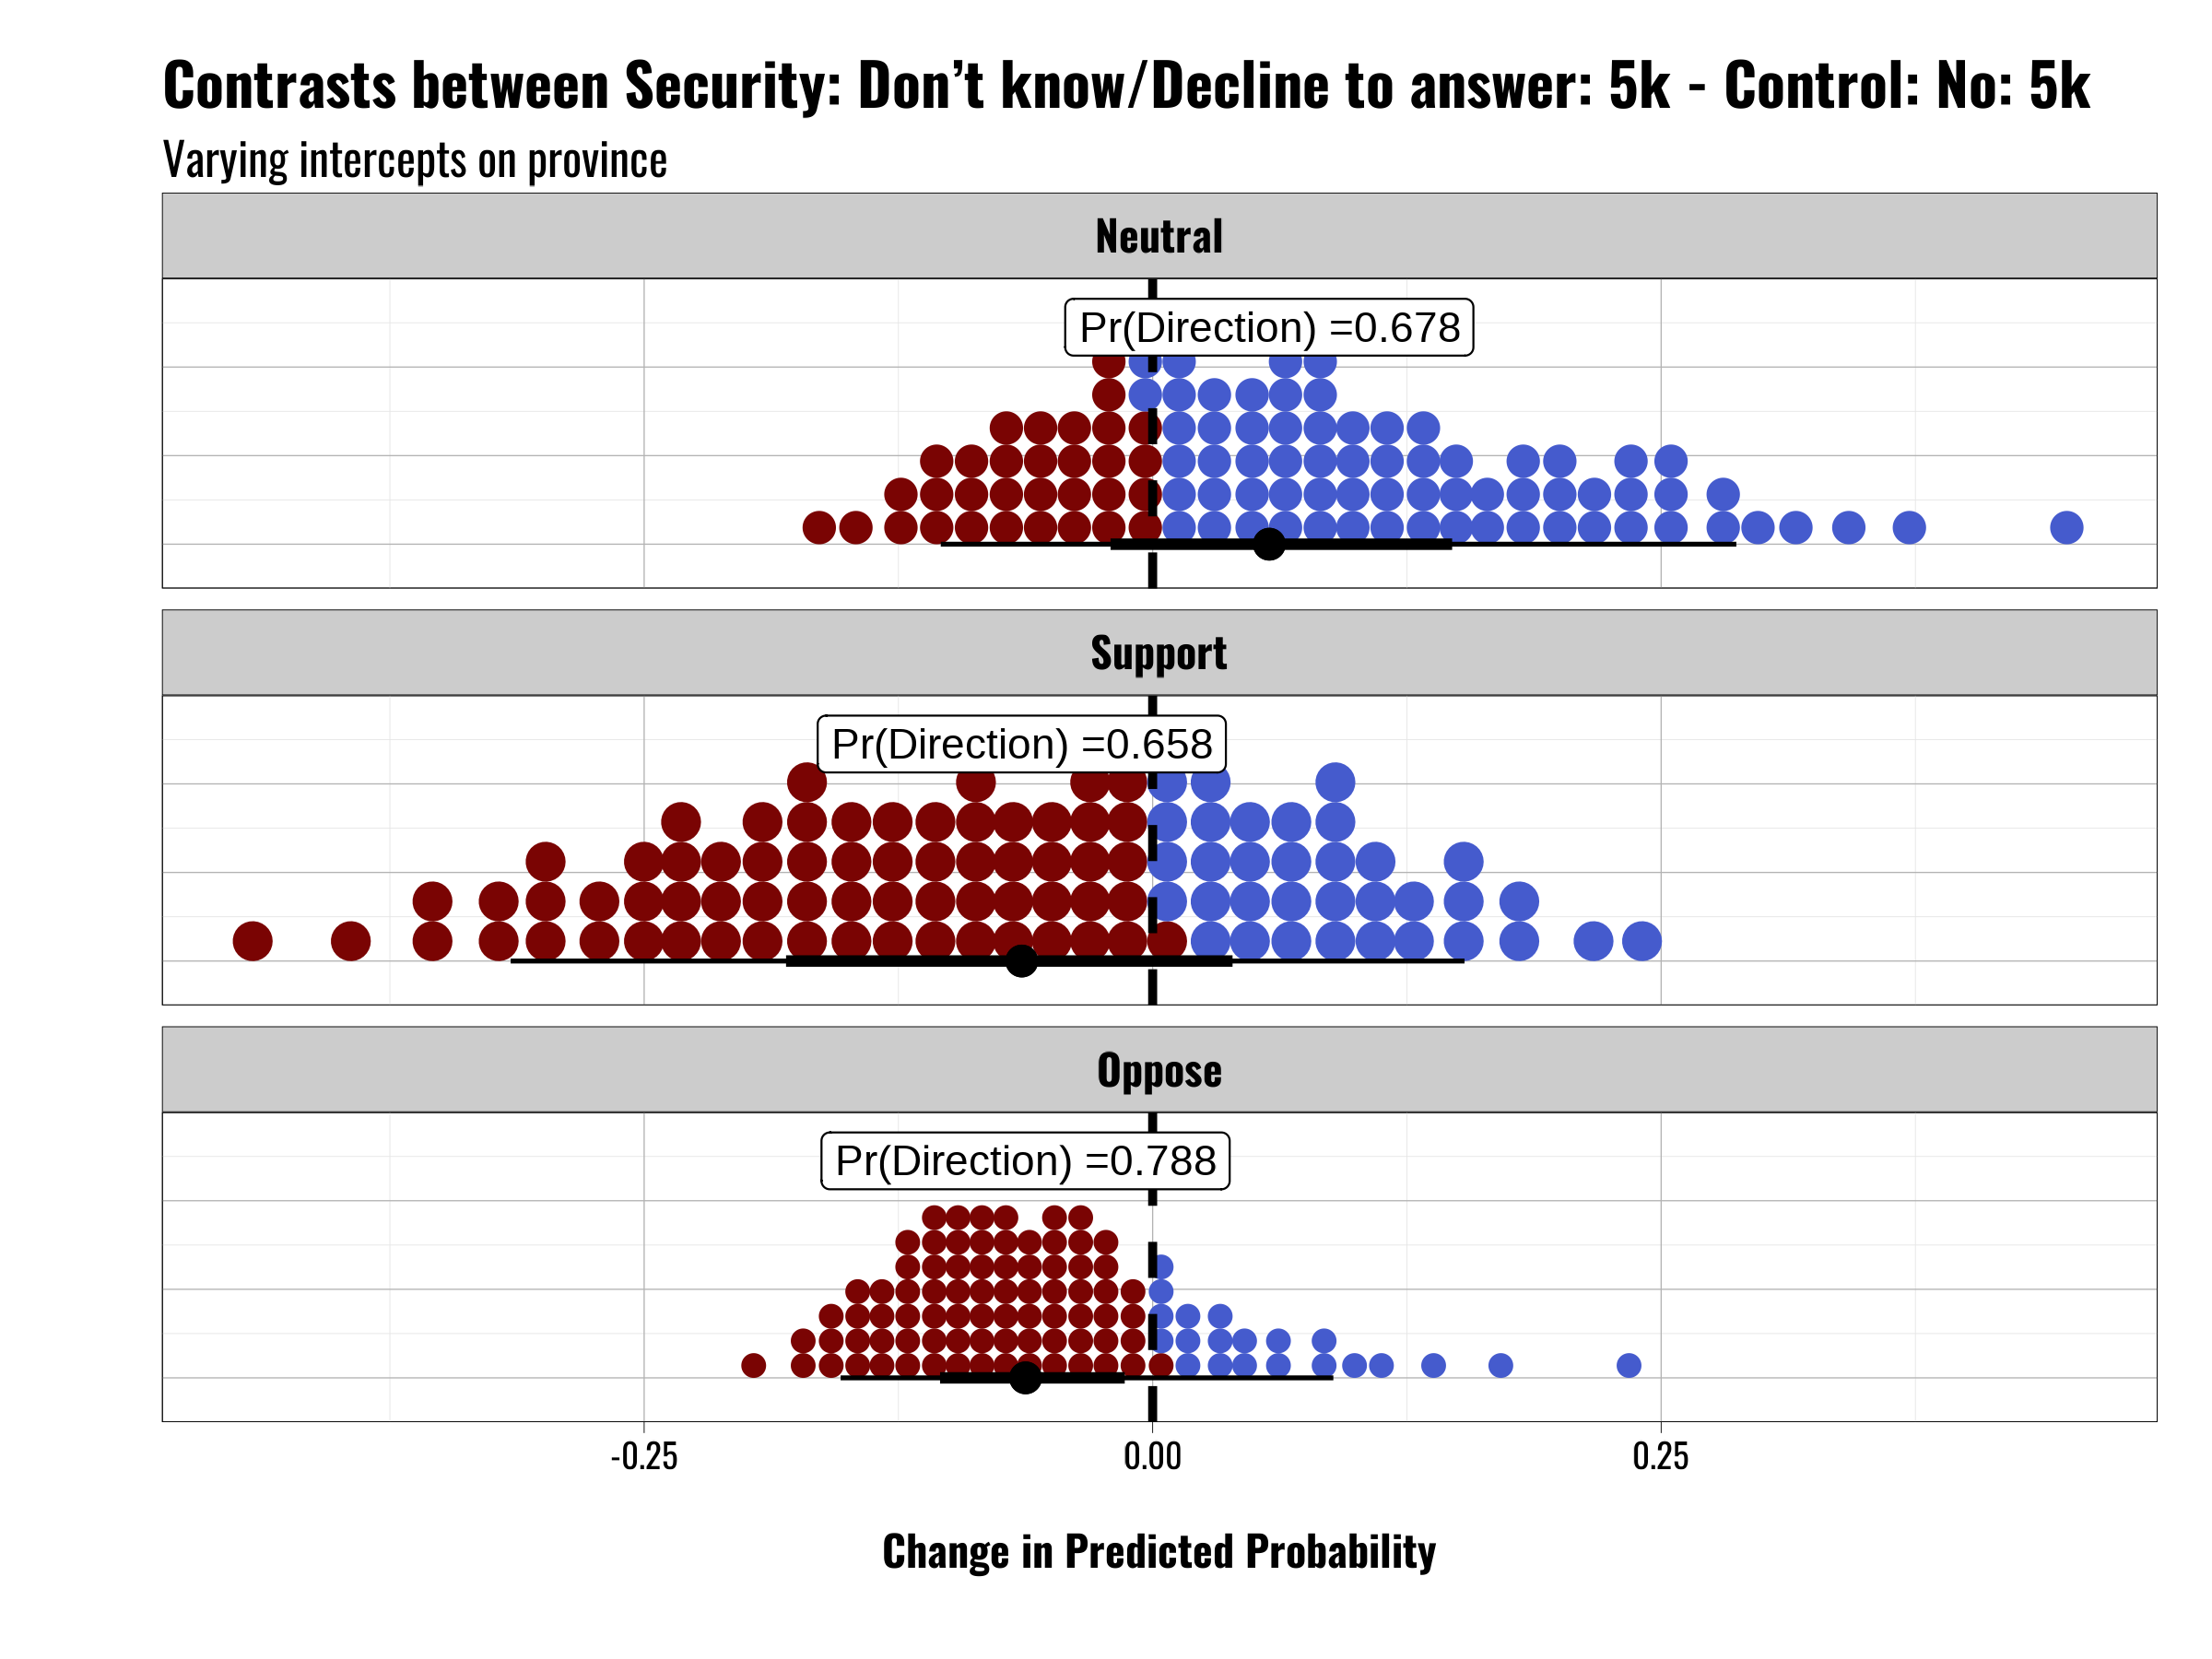 Contrasts between Security: Don’t know/Decline to answer: 5k - Control: No: 5k
Varying intercepts on province
Neutral
Pr(Direction) =0.678
Support
Pr(Direction) =0.658
Oppose
Pr(Direction) =0.788
-0.25 0.00 0.25
Change in Predicted Probability